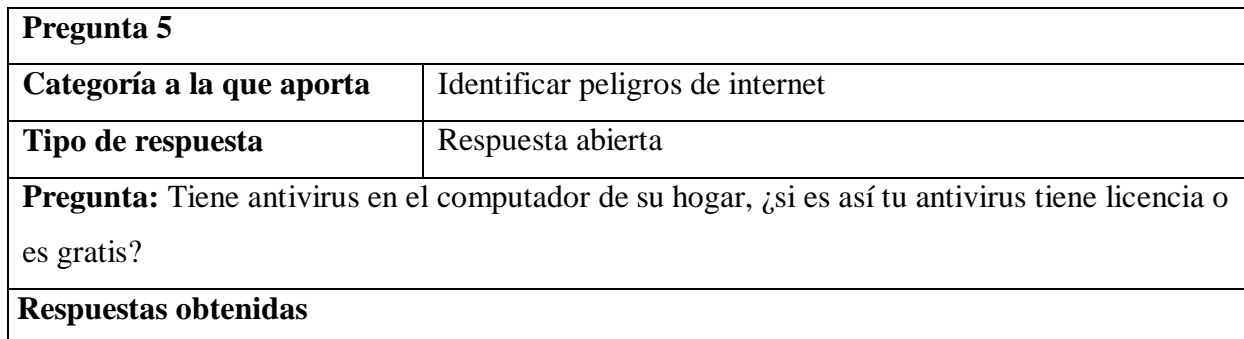 Pregunta 5
Categoría a la que aporta Identificar peligros de internet
Tipo de respuesta Respuesta abierta
Pregunta: Tiene antivirus en el computador de su hogar, ¿si es así tu antivirus tiene licencia o
es gratis?
Respuestas obtenidas